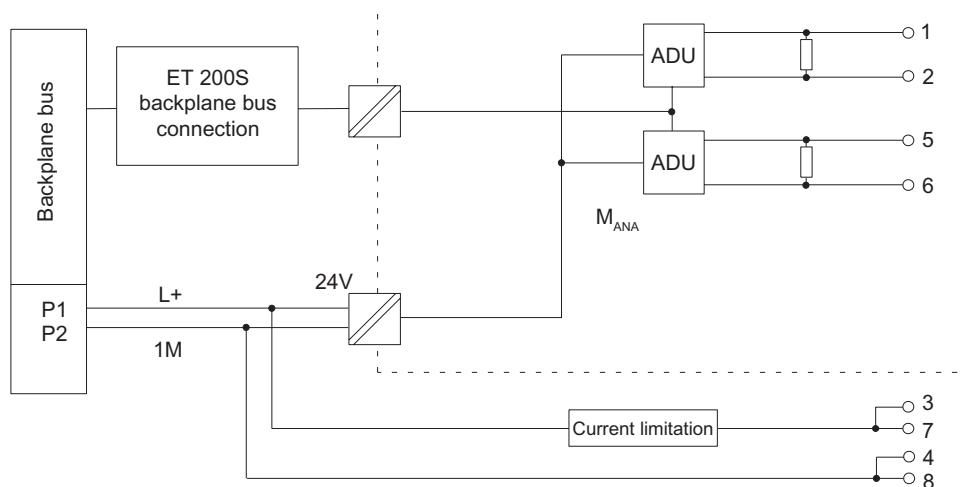 Backplane bus
ET 200S
backplane bus
connection
ADU
1
2
ADU
5
6
M_ANA
24V
P1
P2
L+
1M
Current limitation
3
7
4
8